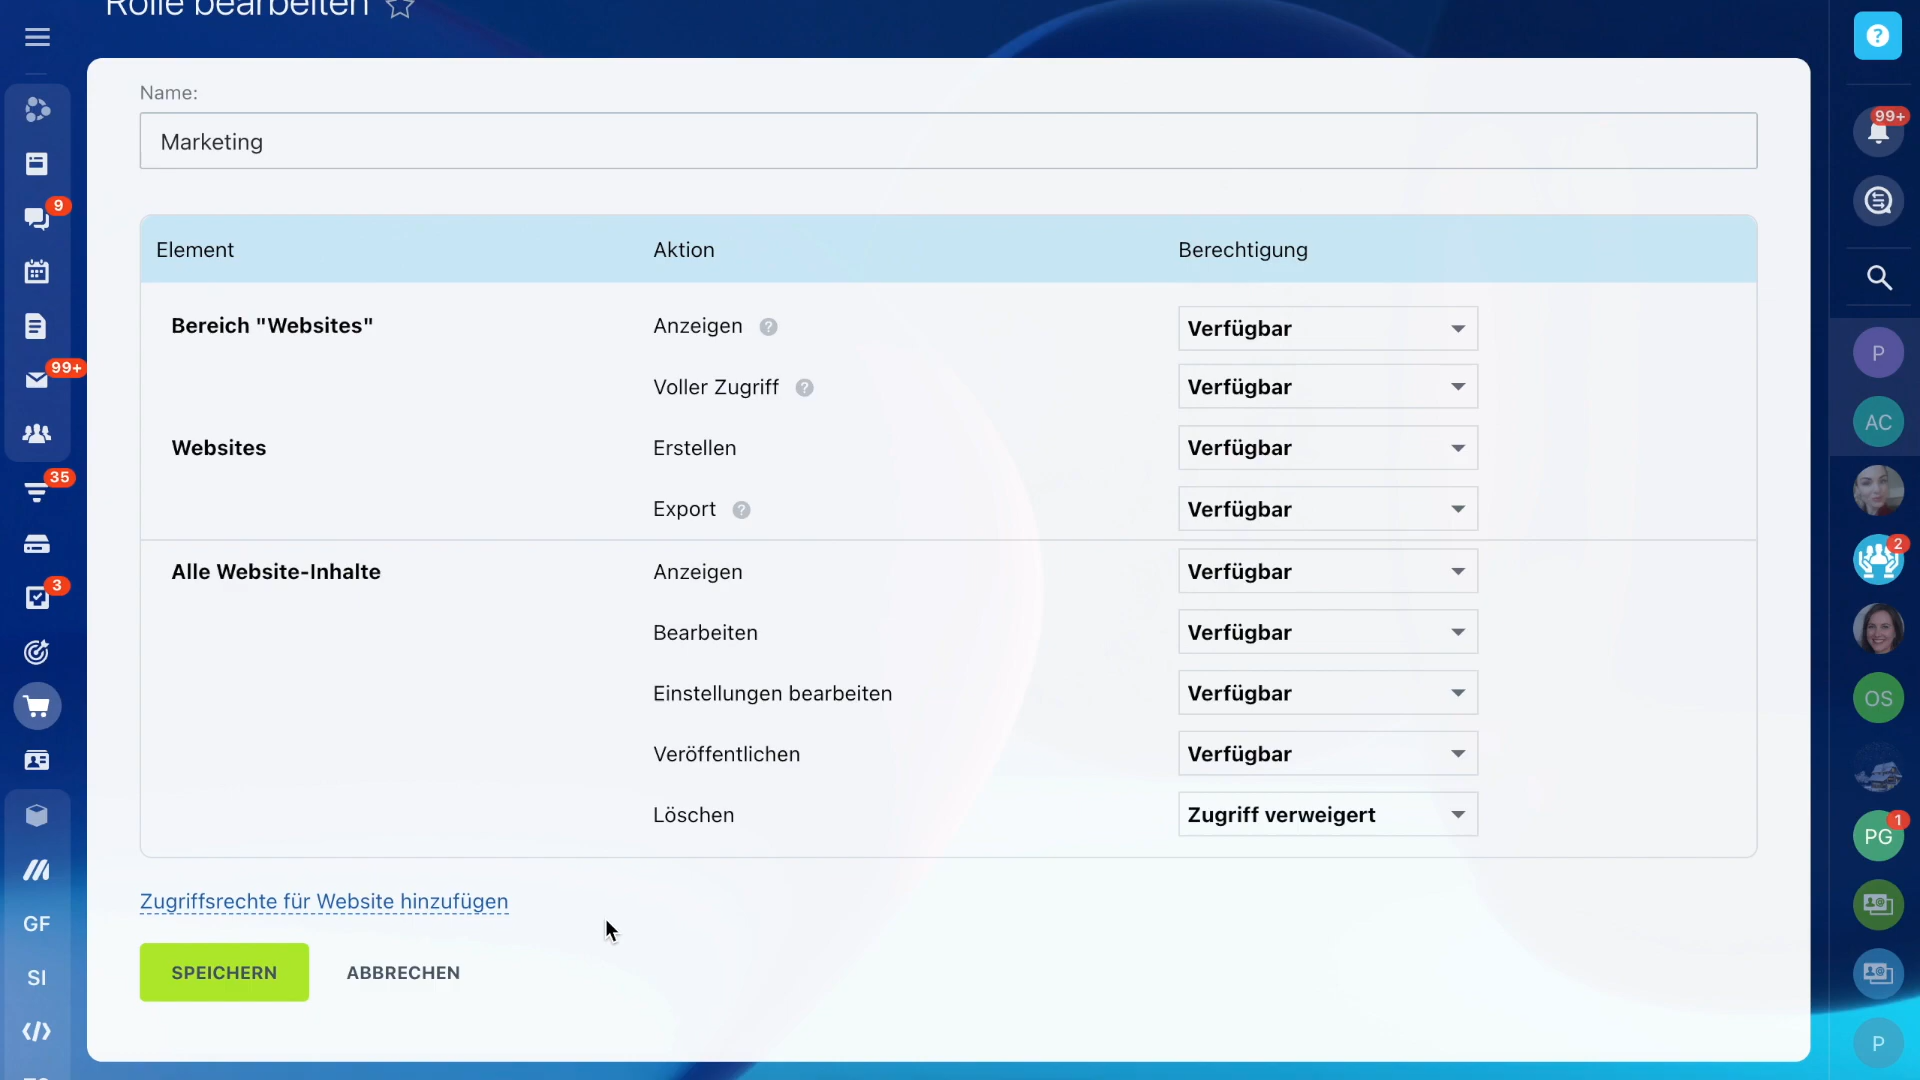 Rolle bearbeiten
Name:
Marketing
Element Aktion Berechtigung
Bereich "Websites" Anzeigen ? Verfügbar
Voller Zugriff ? Verfügbar
Websites Erstellen Verfügbar
Export ? Verfügbar
Alle Website-Inhalte Anzeigen Verfügbar
Bearbeiten Verfügbar
Einstellungen bearbeiten Verfügbar
Veröffentlichen Verfügbar
Löschen Zugriff verweigert
Zugriffsrechte für Website hinzufügen
SPEICHERN ABBRECHEN
9
99+
35
3
GF
SI
?
99+
P
AC
2
OS
1
PG
P